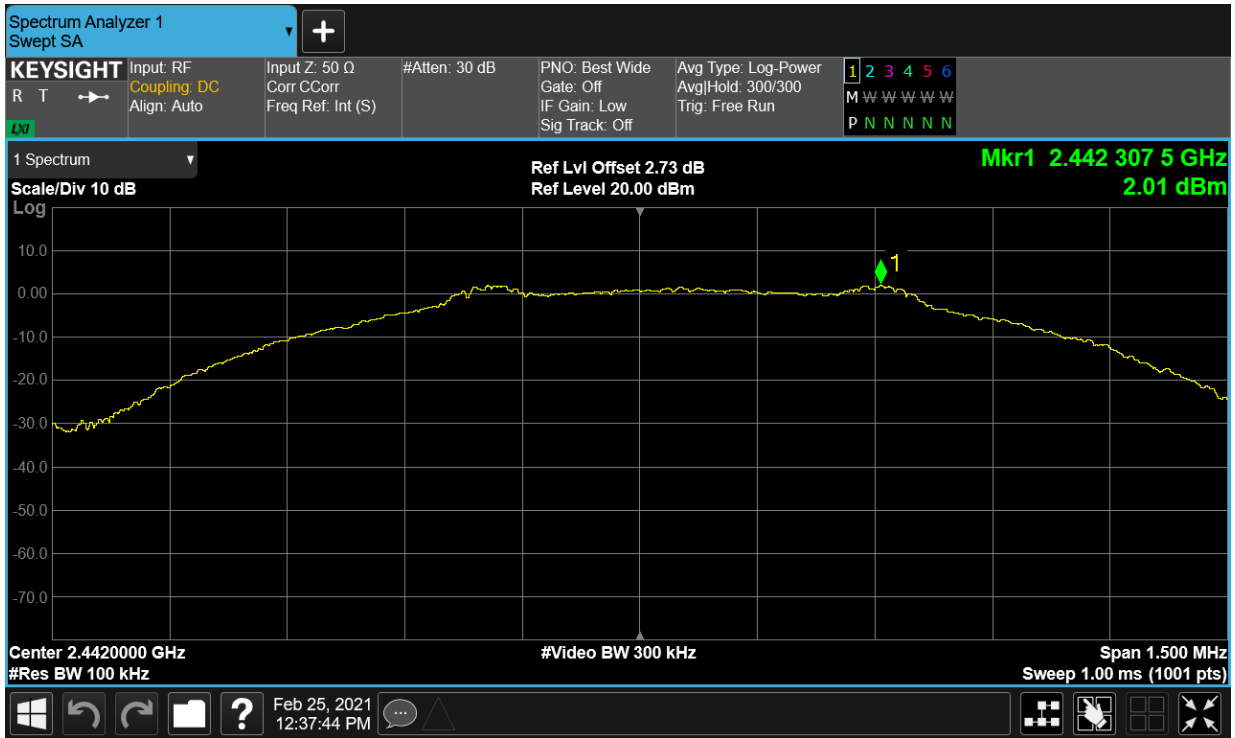 Spectrum Analyzer 1
Swept SA
KEYSIGHT
R T
LXI
Input: RF
Coupling: DC
Align: Auto
Input Z: 50 Ω
Corr CCorr
Freq Ref: Int (S)
#Atten: 30 dB
PNO: Best Wide
Gate: Off
IF Gain: Low
Sig Track: Off
Avg Type: Log-Power
Avg|Hold: 300/300
Trig: Free Run
1 2 3 4 5 6
M W W W W W
P N N N N N
1 Spectrum
Scale/Div 10 dB
Log
Ref Lvl Offset 2.73 dB
Ref Level 20.00 dBm
Mkr1 2.442 307 5 GHz
2.01 dBm
1
10.0
0.00
-10.0
-20.0
-30.0
-40.0
-50.0
-60.0
-70.0
Center 2.4420000 GHz
#Res BW 100 kHz
#Video BW 300 kHz
Span 1.500 MHz
Sweep 1.00 ms (1001 pts)
?
Feb 25, 2021
12:37:44 PM